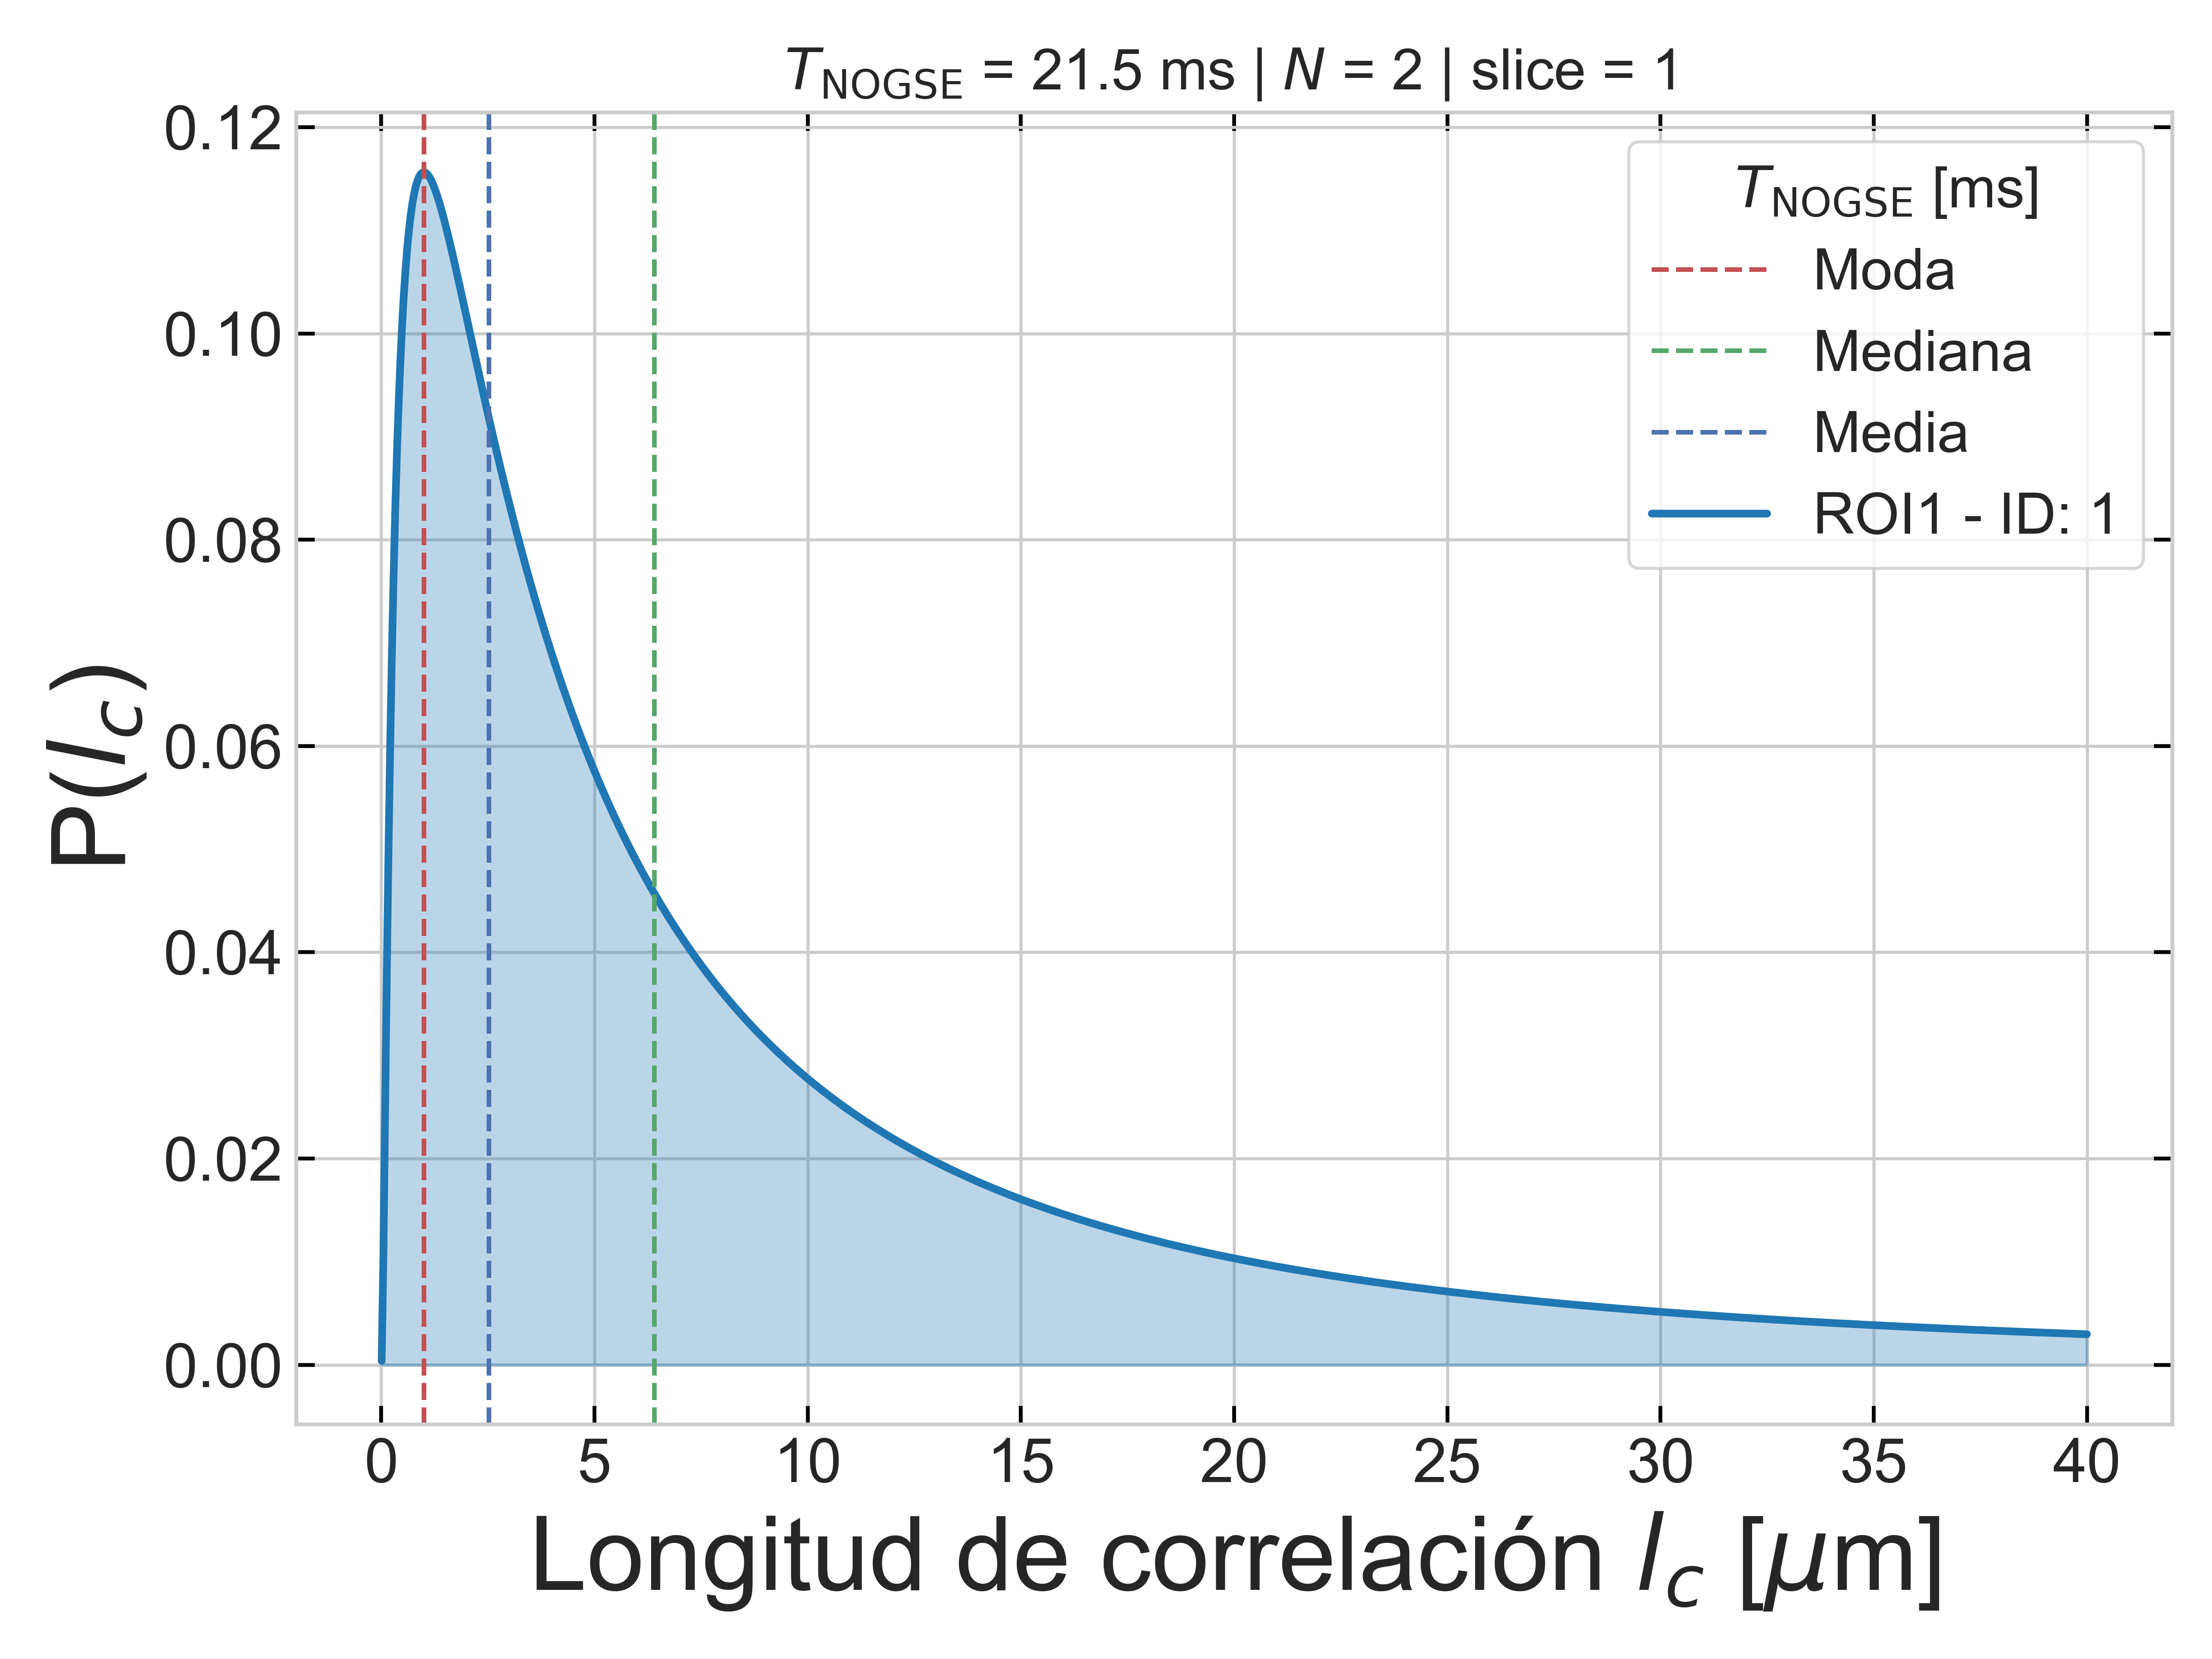 T_NOGSE = 21.5 ms | N = 2 | slice = 1
0.12
0.10
0.08
0.06
0.04
0.02
0.00
P(l_c)
T_NOGSE [ms]
Moda
Mediana
Media
ROI1 - ID: 1
0 5 10 15 20 25 30 35 40
Longitud de correlación l_c [μm]